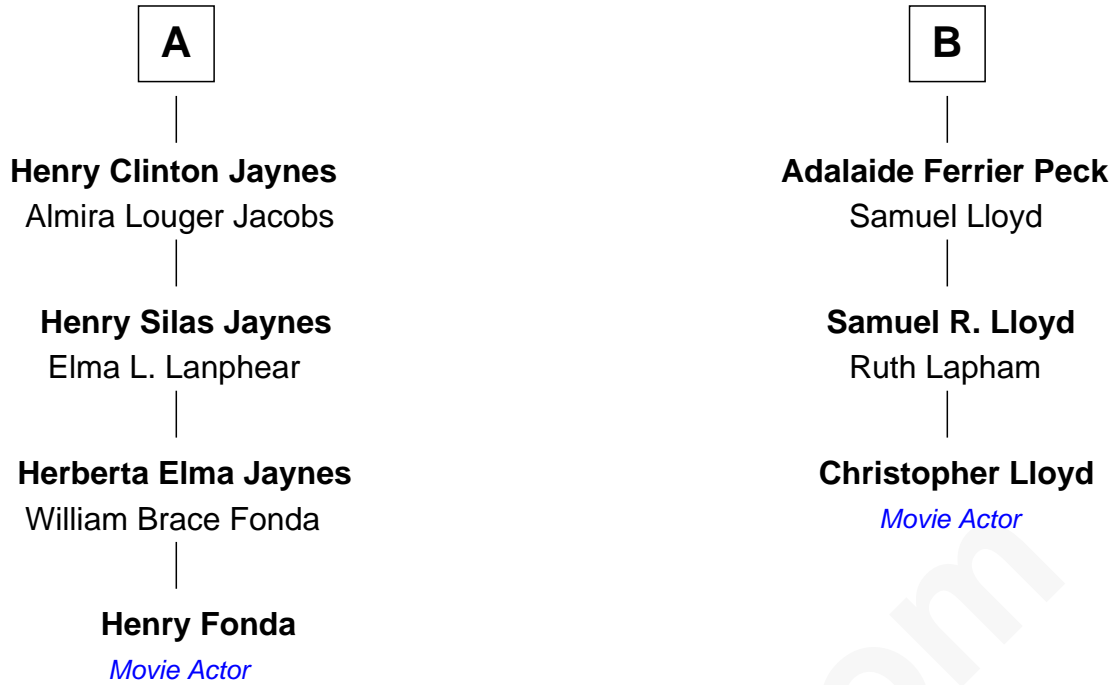 A
Henry Clinton Jaynes
Almira Louger Jacobs
Henry Silas Jaynes
Elma L. Lanphear
Herberta Elma Jaynes
William Brace Fonda
Henry Fonda
Movie Actor
B
Adalaide Ferrier Peck
Samuel Lloyd
Samuel R. Lloyd
Ruth Lapham
Christopher Lloyd
Movie Actor
om